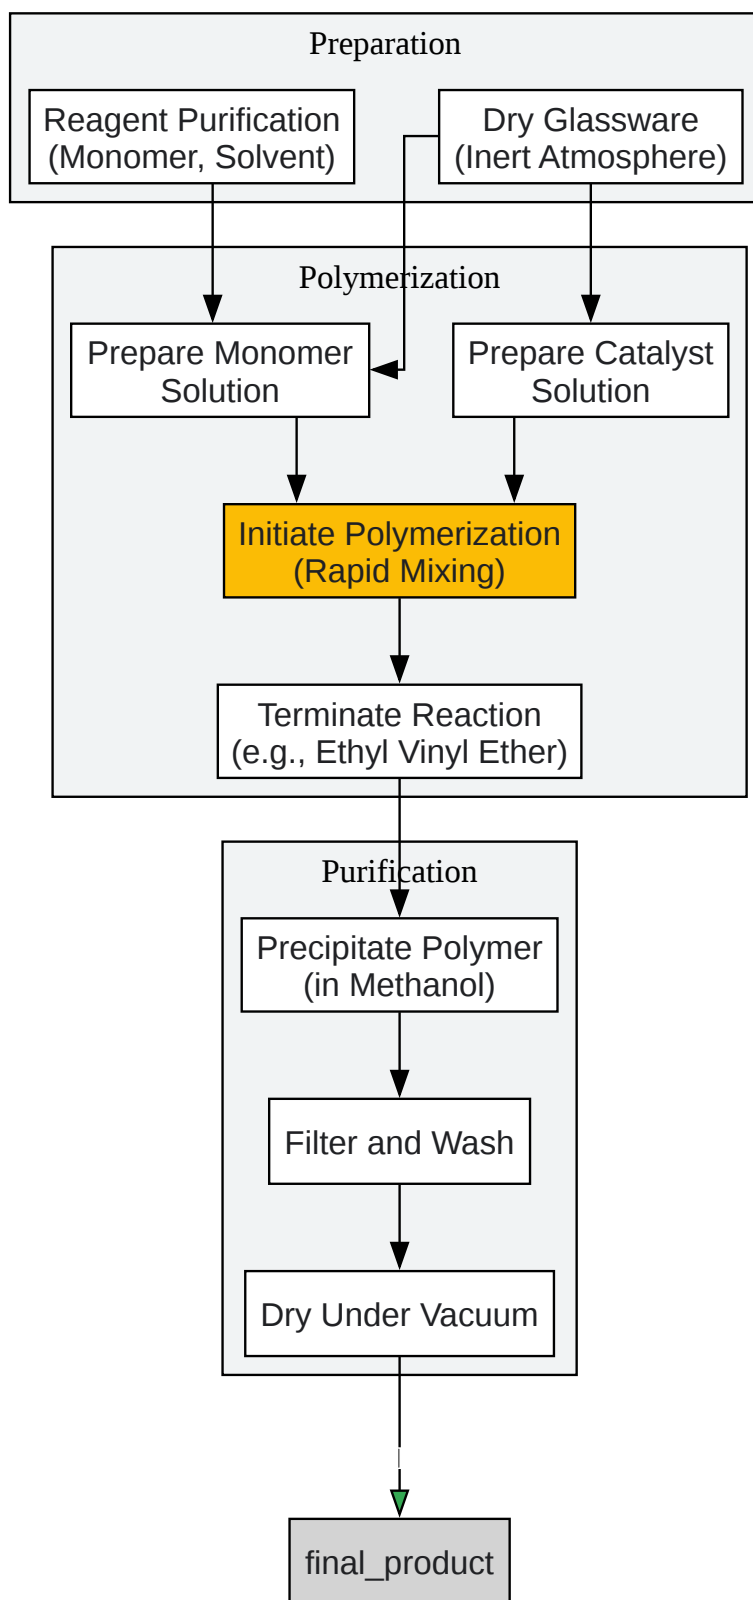 Preparation
Reagent Purification
(Monomer, Solvent)
Dry Glassware
(Inert Atmosphere)
Polymerization
Prepare Monomer
Solution
Prepare Catalyst
Solution
Initiate Polymerization
(Rapid Mixing)
Terminate Reaction
(e.g., Ethyl Vinyl Ether)
Purification
Precipitate Polymer
(in Methanol)
Filter and Wash
Dry Under Vacuum
final_product